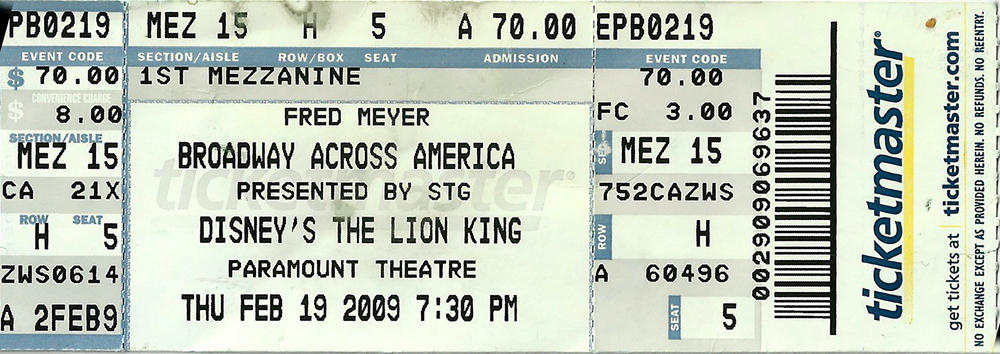 PB0219
EVENT CODE
$ 70.00
CONVENIENCE CHARGE
$ 8.00
SECTION/AISLE
MEZ 15
CA 21X
ROW SEAT
H 5
ZWS0614
A 2FEB9
MEZ 15 H 5 A 70.00
SECTION/AISLE ROW/BOX SEAT ADMISSION
1ST MEZZANINE
FRED MEYER
BROADWAY ACROSS AMERICA
ticketmaster®
PRESENTED BY STG
DISNEY'S THE LION KING
PARAMOUNT THEATRE
THU FEB 19 2009 7:30 PM
EPB0219
EVENT CODE
70.00
FC 3.00
MEZ 15
752CAZWS
ROW
H
A 60496
SEAT
5
002909069637
ticketmaster®
get tickets at ticketmaster.com
NO EXCHANGE EXCEPT AS PROVIDED HEREIN. NO REFUNDS. NO REENTRY.